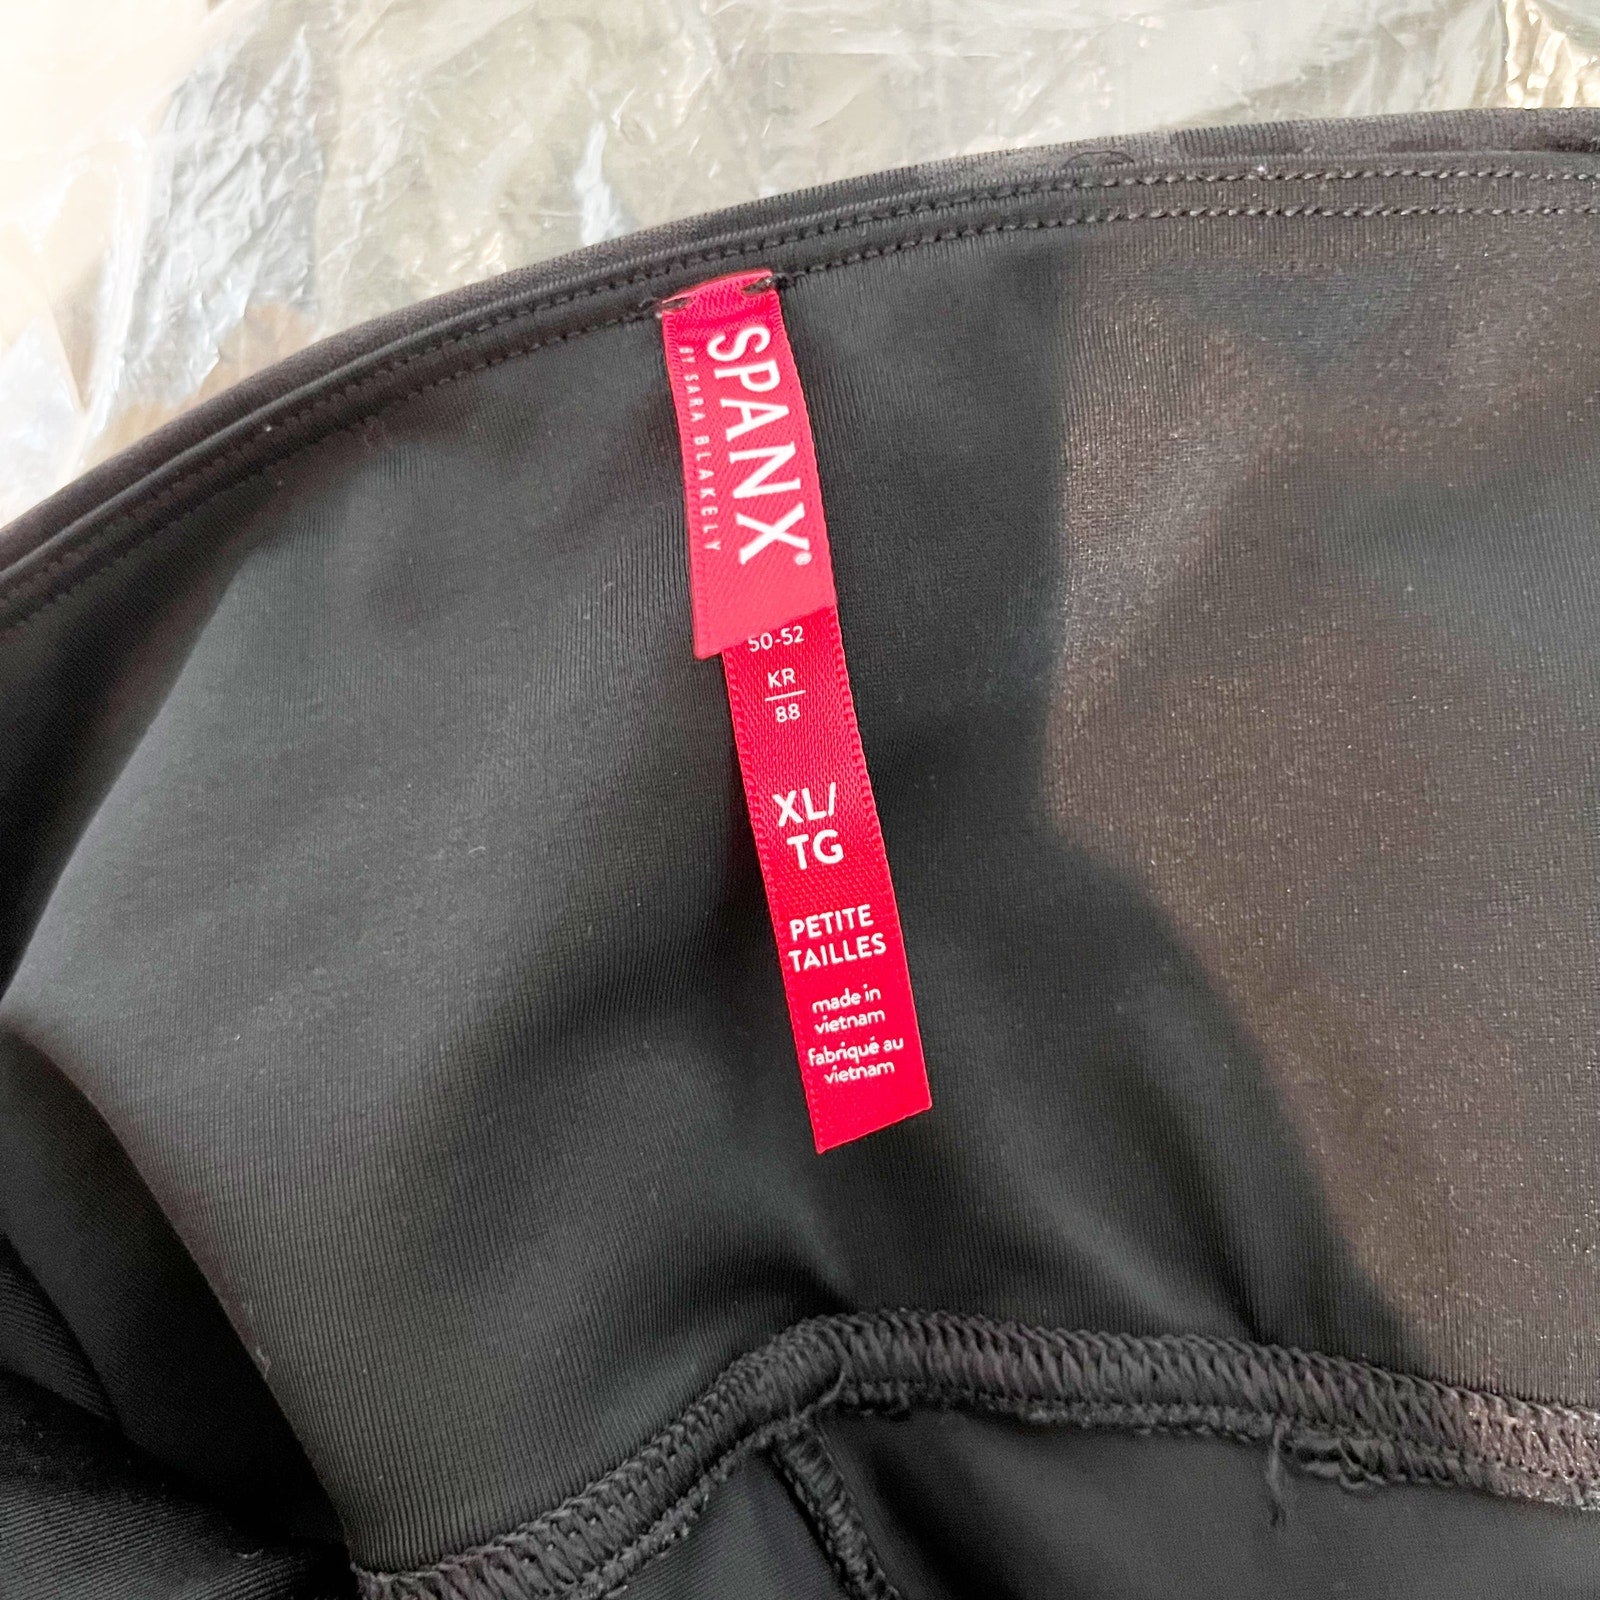 SPANX®
BY SARA BLAKELY
50-52
KR
88
XL/
TG
PETITE
TAILLES
made in
vietnam
fabriqué au
vietnam